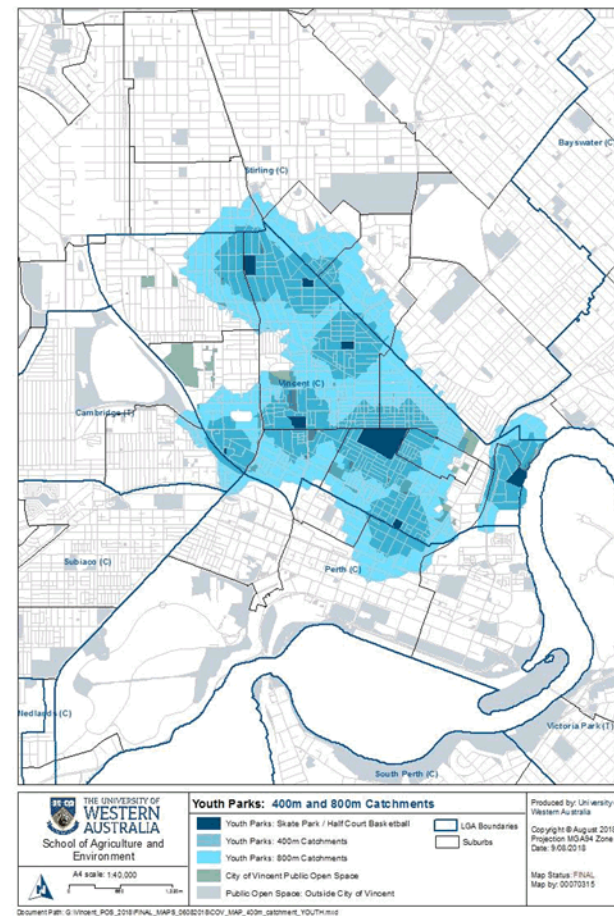 Bayswater (C)
Stirling (C)
Vincent (C)
Cambridge (T)
Subiaco (C)
Perth (C)
Nedlands (C)
Victoria Park (T)
South Perth (C)
THE UNIVERSITY OF
WESTERN
AUSTRALIA
School of Agriculture and
Environment
A4 scale: 1:40,000
Youth Parks: 400m and 800m Catchments
Youth Parks: Skate Park / Half Court Basketball
Youth Parks: 400m Catchments
Youth Parks: 800m Catchments
City of Vincent Public Open Space
Public Open Space: Outside City of Vincent
LGA Boundaries
Suburbs
Produced by: University
Western Australia
Copyright © August 2018
Projection MGA94 Zone
Date: 9/08/2018
Map Status: FINAL
Map by: 00070315